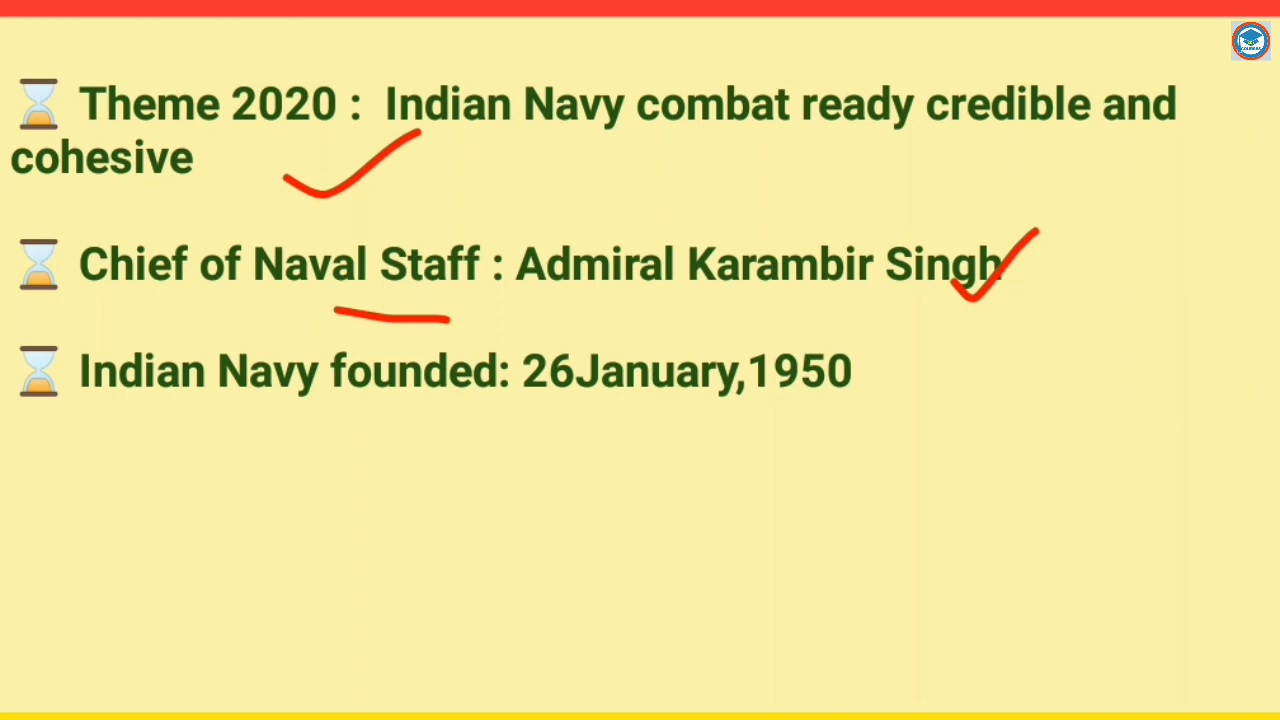 ⏳ Theme 2020 :  Indian Navy combat ready credible and
cohesive
⏳ Chief of Naval Staff : Admiral Karambir Singh
⏳ Indian Navy founded: 26January,1950